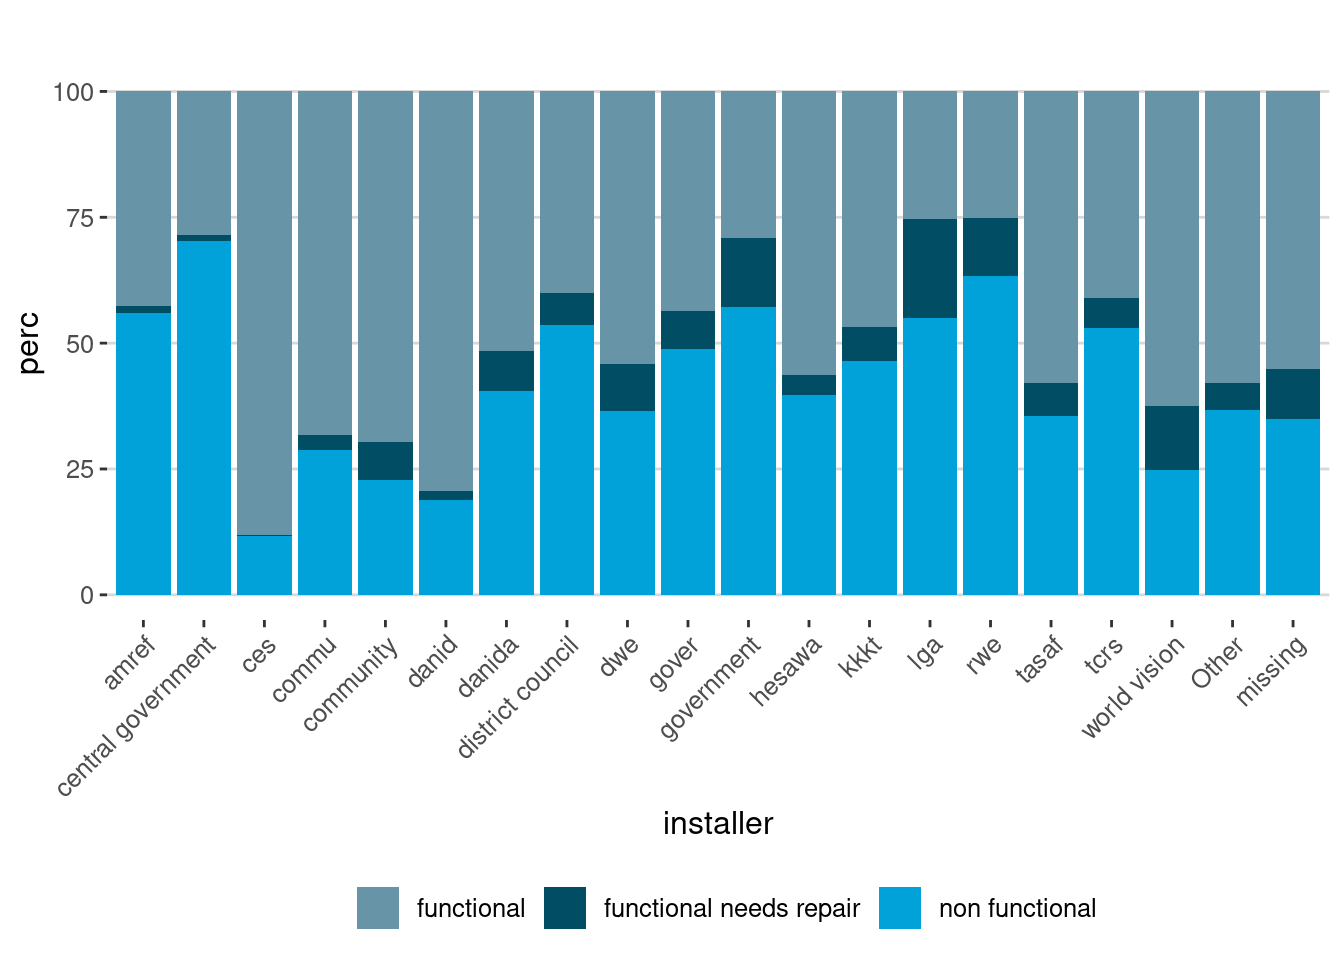 100
75
50
25
0
perc
amref
central government
ces
commu
community
danid
danida
district council
dwe
gover
government
hesawa
kkkt
lga
rwe
tasaf
tcrs
world vision
Other
missing
installer
functional
functional needs repair
non functional